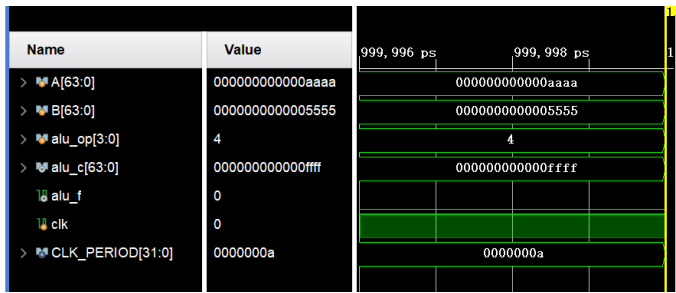 1
Name Value 999,996 ps 999,998 ps 1
A[63:0] 000000000000aaaa 000000000000aaaa
B[63:0] 0000000000005555 0000000000005555
alu_op[3:0] 4 4
alu_c[63:0] 000000000000ffff 000000000000ffff
alu_f 0
clk 0
CLK_PERIOD[31:0] 0000000a 0000000a